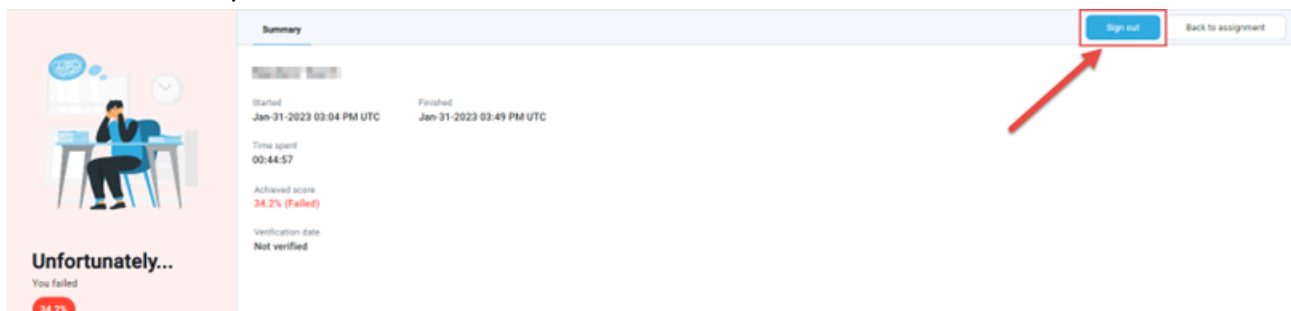 Summary
Sign out
Back to assignment
Started
Finished
Jan-31-2023 03:04 PM UTC
Jan-31-2023 03:49 PM UTC
Time spent
00:44:57
Achieved score
34.2% (Failed)
Verification date
Not verified
Unfortunately...
You failed
34.2%